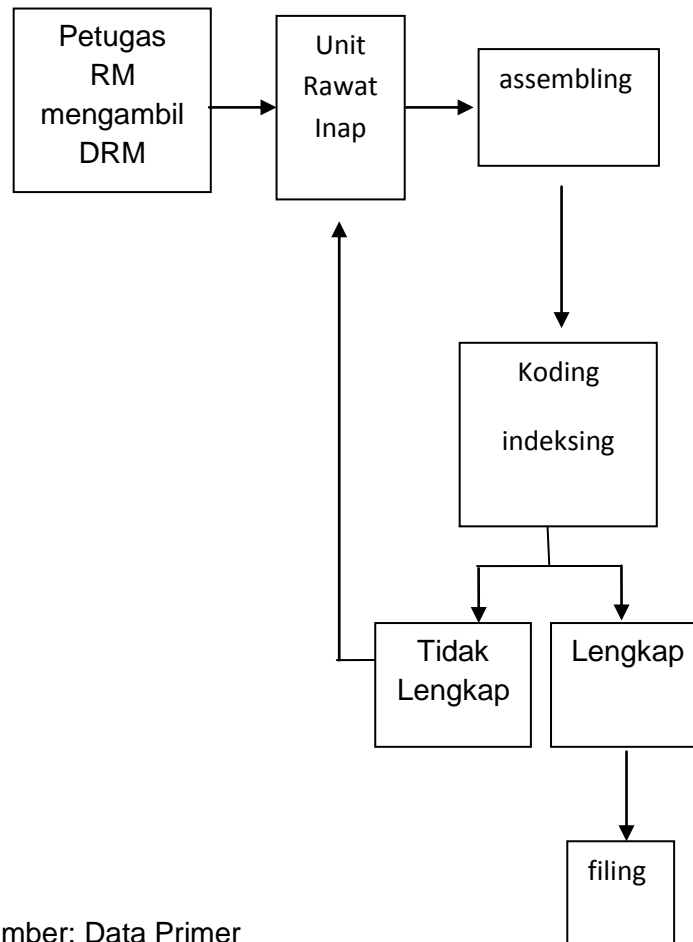 Petugas
RM
mengambil
DRM
Unit
Rawat
Inap
assembling
Koding
indeksing
Tidak
Lengkap
Lengkap
filing
mber: Data Primer